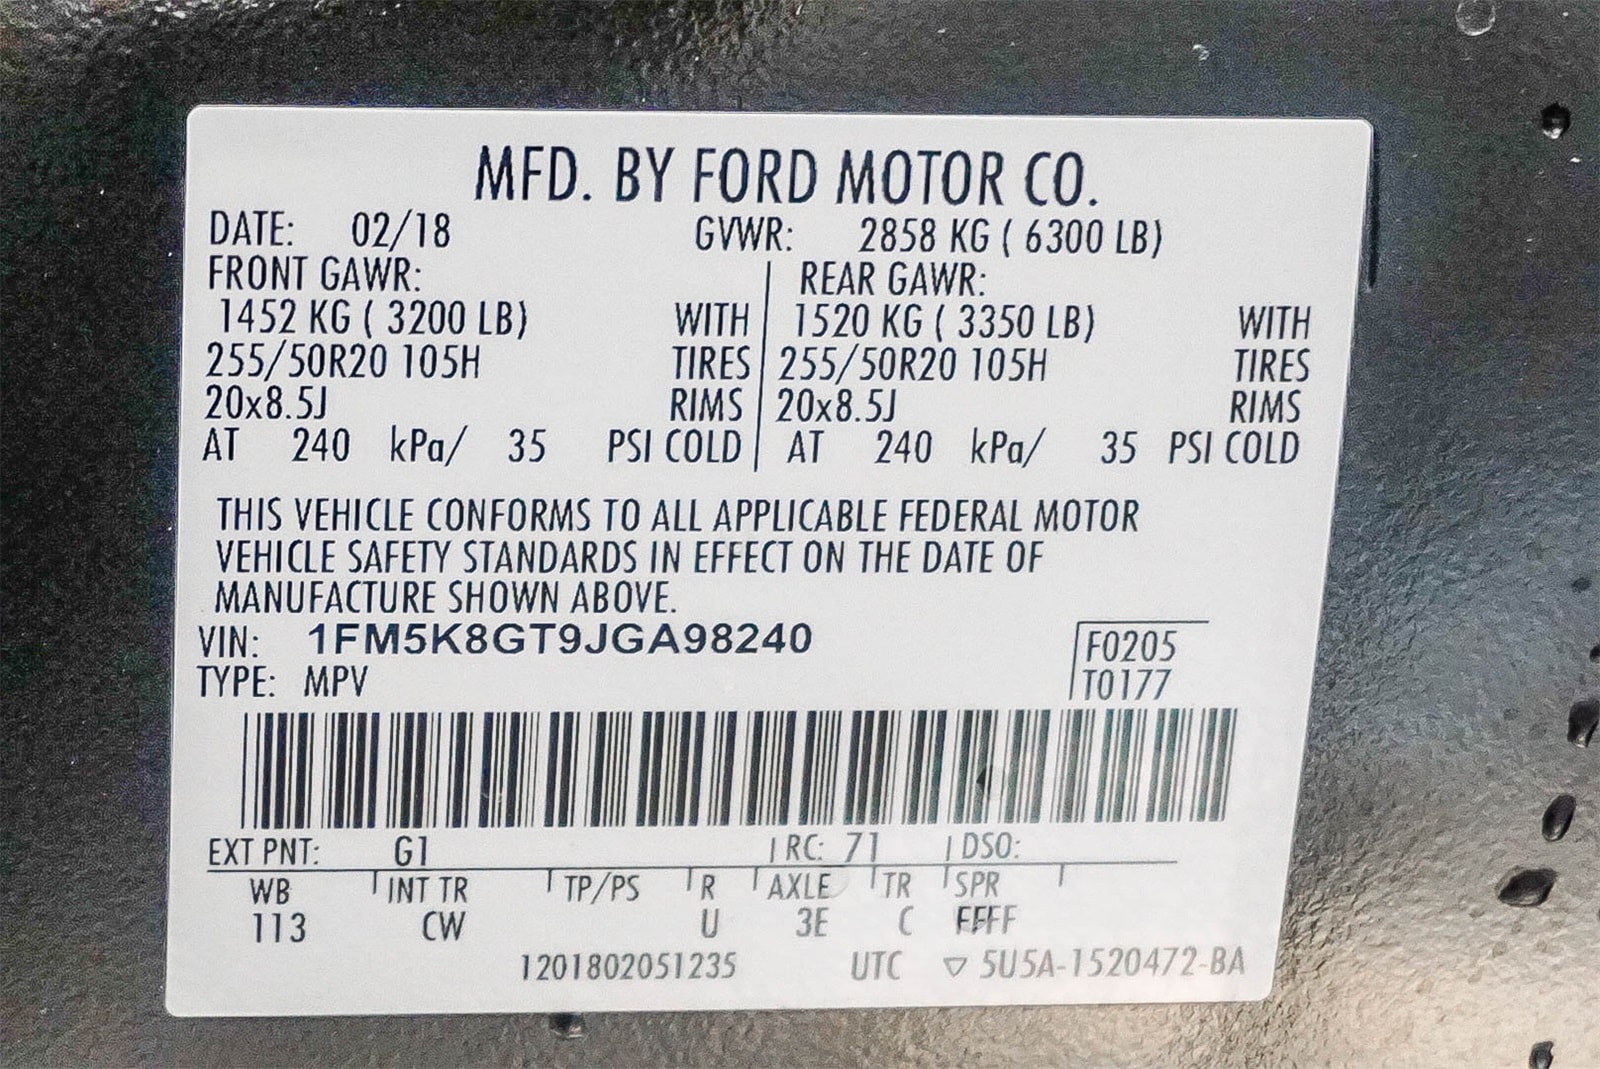 MFD. BY FORD MOTOR CO.
DATE: 02/18 GVWR: 2858 KG ( 6300 LB)
FRONT GAWR: REAR GAWR:
1452 KG ( 3200 LB) WITH 1520 KG ( 3350 LB) WITH
255/50R20 105H TIRES 255/50R20 105H TIRES
20x8.5J RIMS 20x8.5J RIMS
AT 240 kPa/ 35 PSI COLD AT 240 kPa/ 35 PSI COLD
THIS VEHICLE CONFORMS TO ALL APPLICABLE FEDERAL MOTOR
VEHICLE SAFETY STANDARDS IN EFFECT ON THE DATE OF
MANUFACTURE SHOWN ABOVE.
VIN: 1FM5K8GT9JGA98240 F0205
TYPE: MPV T0177
EXT PNT: G1 RC: 71 DSO:
WB INT TR TP/PS R AXLE TR SPR
113 CW U 3E C FFFF
1201802051235 UTC ▽ 5U5A-1520472-BA